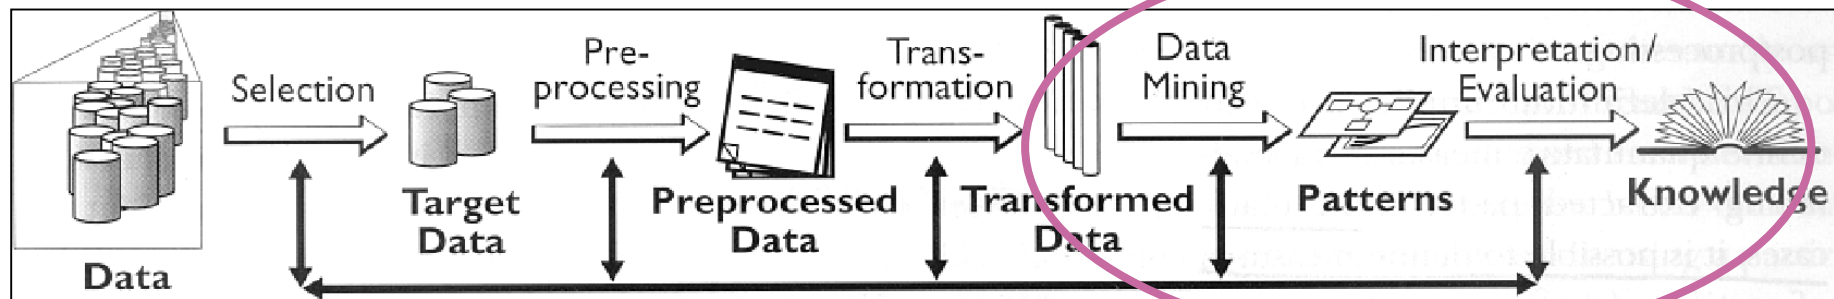 Data
Selection
Target
Data
Pre-
processing
Preprocessed
Data
Trans-
formation
Transformed
Data
Data
Mining
Patterns
Interpretation/
Evaluation
Knowledge